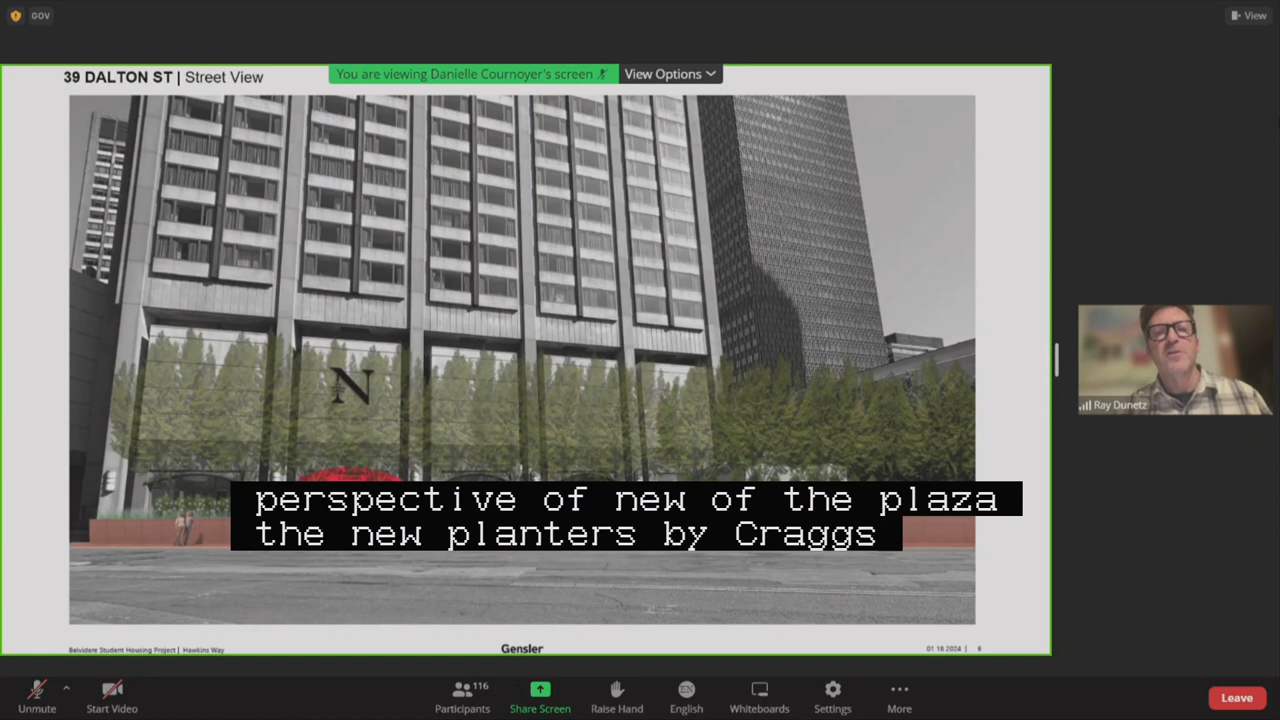 GOV
View
39 DALTON ST | Street View
You are viewing Danielle Cournoyer's screen
View Options
N
perspective of new of the plaza
the new planters by Craggs
Ray Dunetz
Belvidere Student Housing Project | Hawkins Way
Gensler
01 18 2024 | 8
Unmute
Start Video
116
Participants
Share Screen
Raise Hand
EN
English
Whiteboards
Settings
More
Leave